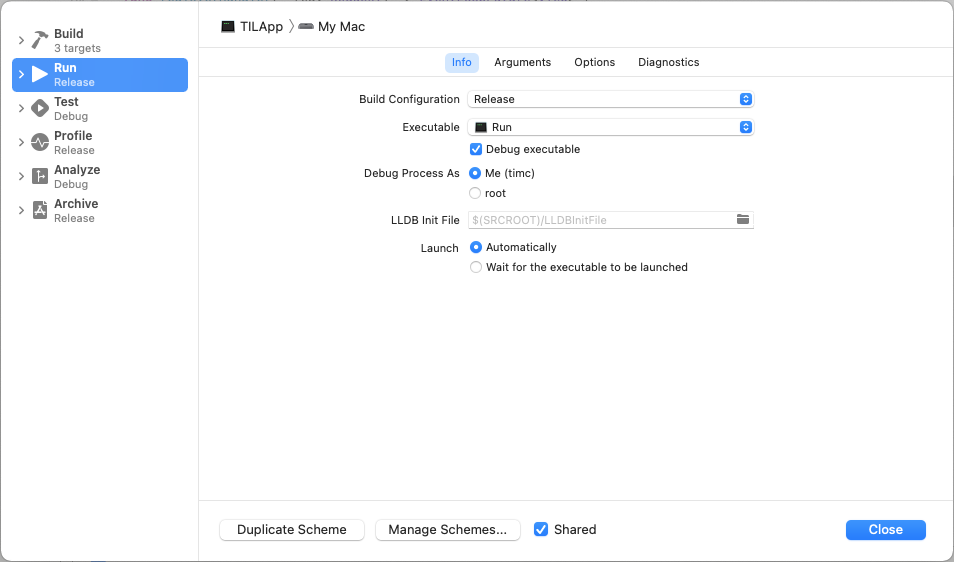 TILApp
My Mac
Build
3 targets
Run
Release
Test
Debug
Profile
Release
Analyze
Debug
Archive
Release
Info Arguments Options Diagnostics
Build Configuration Release
Executable Run
Debug executable
Debug Process As Me (timc)
root
LLDB Init File $(SRCROOT)/LLDBInitFile
Launch Automatically
Wait for the executable to be launched
Duplicate Scheme Manage Schemes... Shared Close